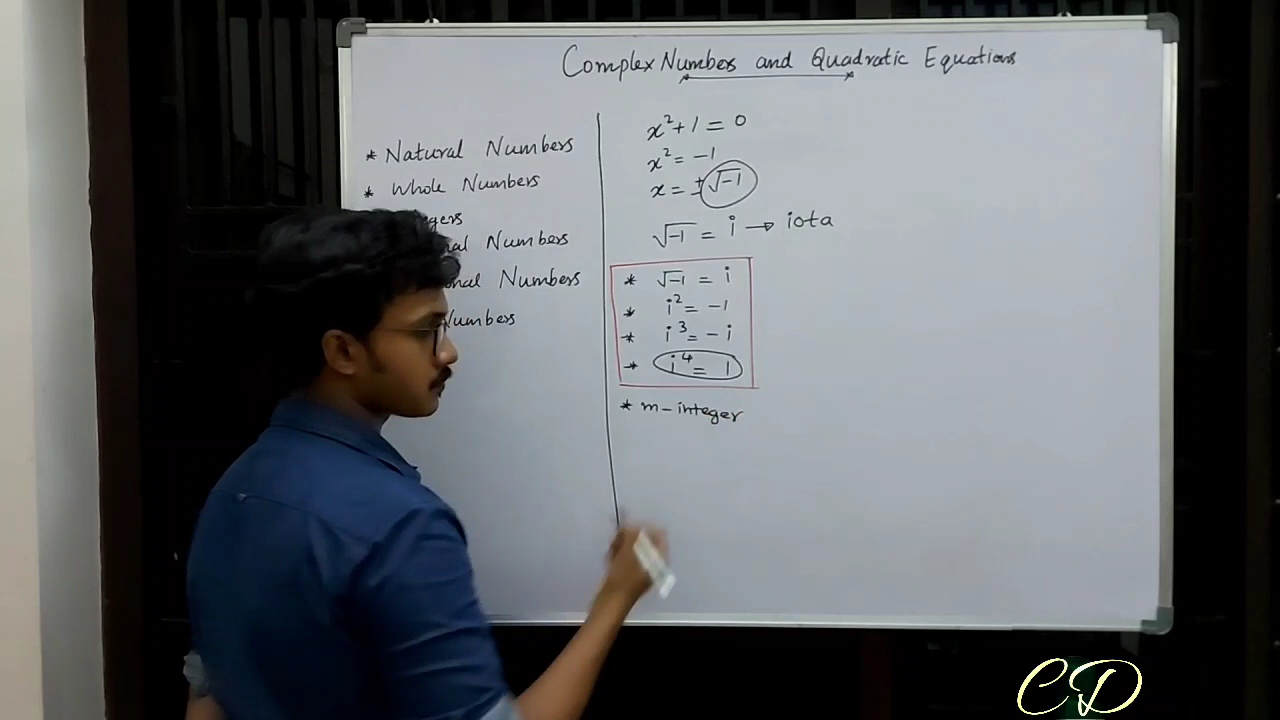 Complex Numbers and Quadratic Equations
* Natural Numbers
* Whole Numbers
Numbers
Numbers
Numbers
x² + 1 = 0
x² = -1
x = ±√-1
√-1 = i → iota
* √-1 = i
* i² = -1
* i³ = -i
* i⁴ = 1
* m - integer
CD